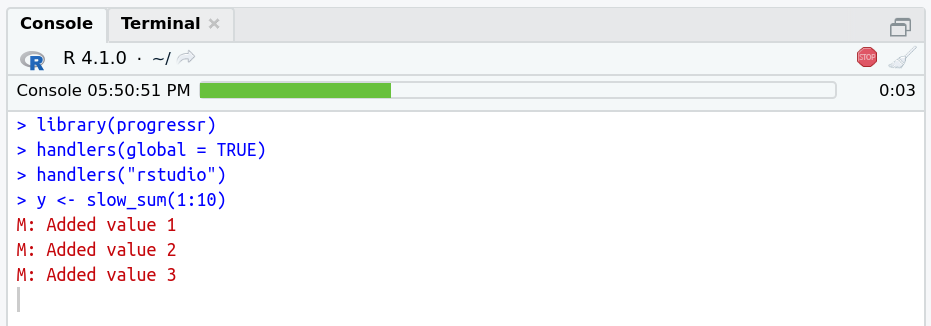 Console Terminal ×
R R 4.1.0 · ~/ STOP
Console 05:50:51 PM 0:03
> library(progressr)
> handlers(global = TRUE)
> handlers("rstudio")
> y <- slow_sum(1:10)
M: Added value 1
M: Added value 2
M: Added value 3